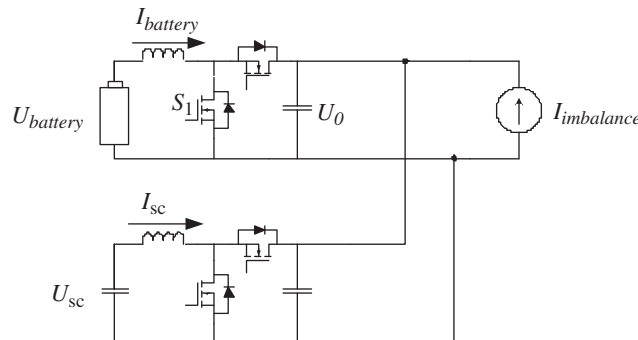 I_battery
S_1
U_battery
U_0
I_imbalance
I_sc
U_sc